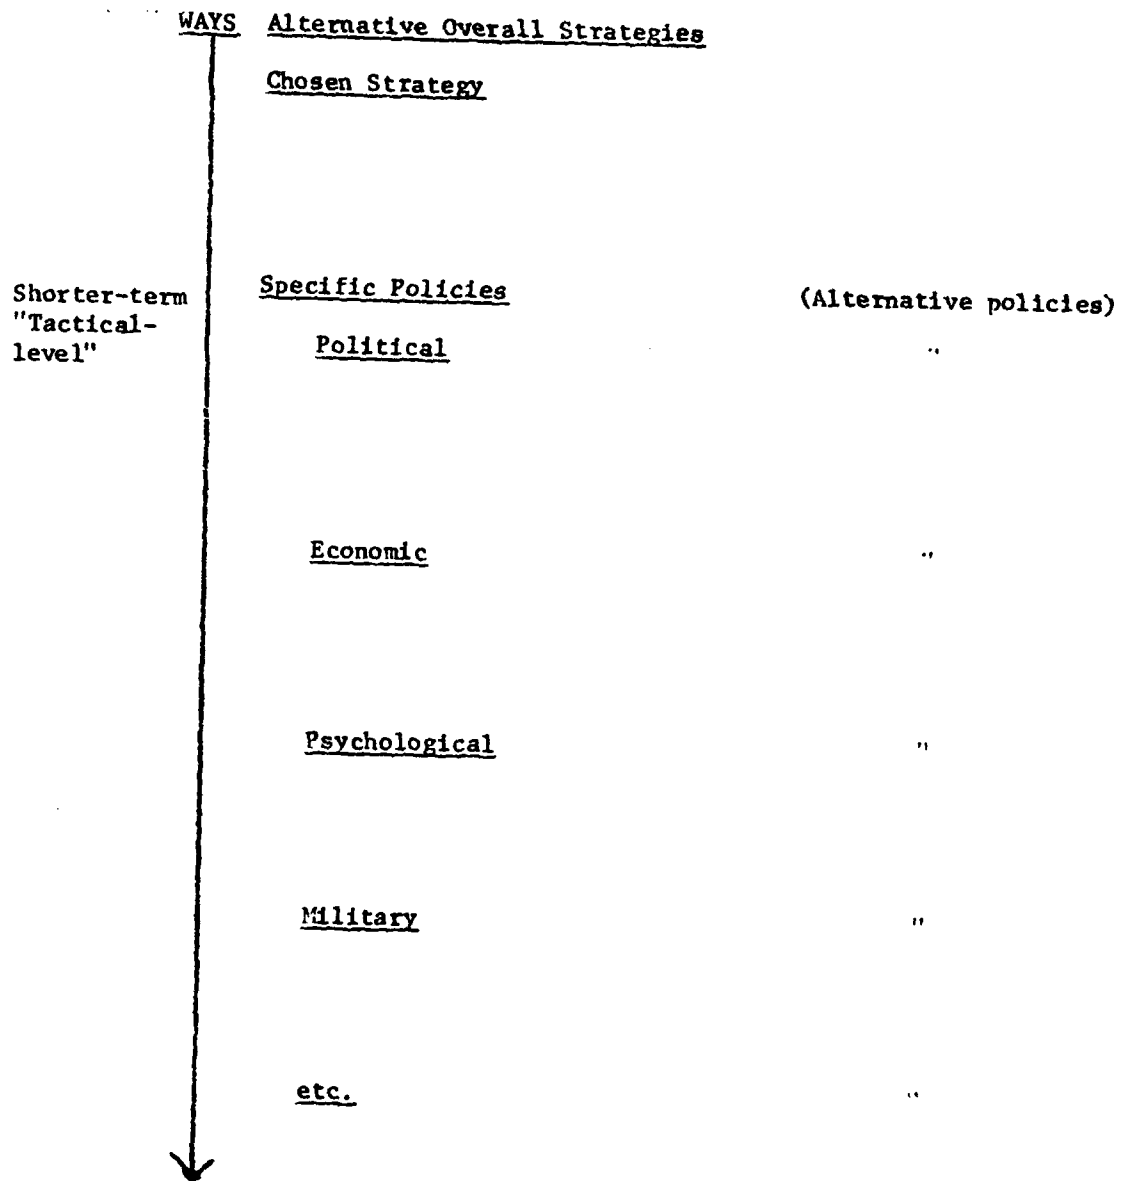 WAYS Alternative Overall Strategies
Chosen Strategy
Shorter-term
"Tactical-
level"
Specific Policies (Alternative policies)
Political "
Economic "
Psychological "
Military "
etc. "